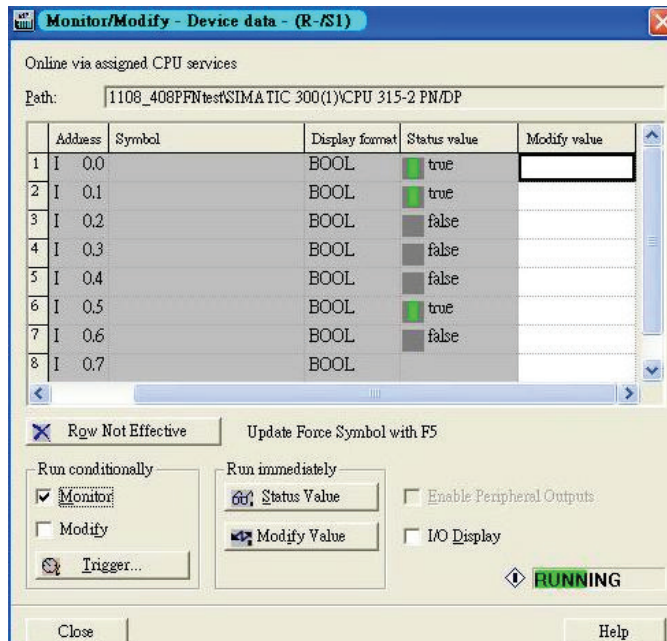 Monitor/Modify - Device data - (R-/S1)
Online via assigned CPU services
Path: 1108_408PFNtest\SIMATIC 300(1)\CPU 315-2 PN/DP
Address Symbol Display format Status value Modify value
1 I 0.0 BOOL true
2 I 0.1 BOOL true
3 I 0.2 BOOL false
4 I 0.3 BOOL false
5 I 0.4 BOOL false
6 I 0.5 BOOL true
7 I 0.6 BOOL false
8 I 0.7 BOOL
Row Not Effective Update Force Symbol with F5
Run conditionally Run immediately
Monitor Status Value Enable Peripheral Outputs
Modify Modify Value I/O Display
Trigger...
RUNNING
Close Help